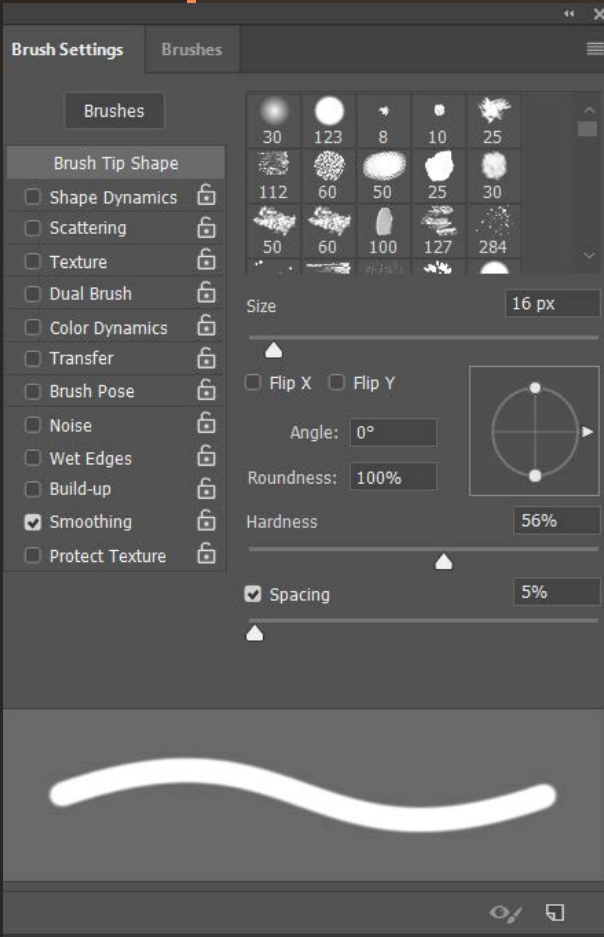 Brush Settings
Brushes
Brushes
Brush Tip Shape
Shape Dynamics
Scattering
Texture
Dual Brush
Color Dynamics
Transfer
Brush Pose
Noise
Wet Edges
Build-up
Smoothing
Protect Texture
30 123 8 10 25
112 60 50 25 30
50 60 100 127 284
Size 16 px
Flip X Flip Y
Angle: 0°
Roundness: 100%
Hardness 56%
Spacing 5%